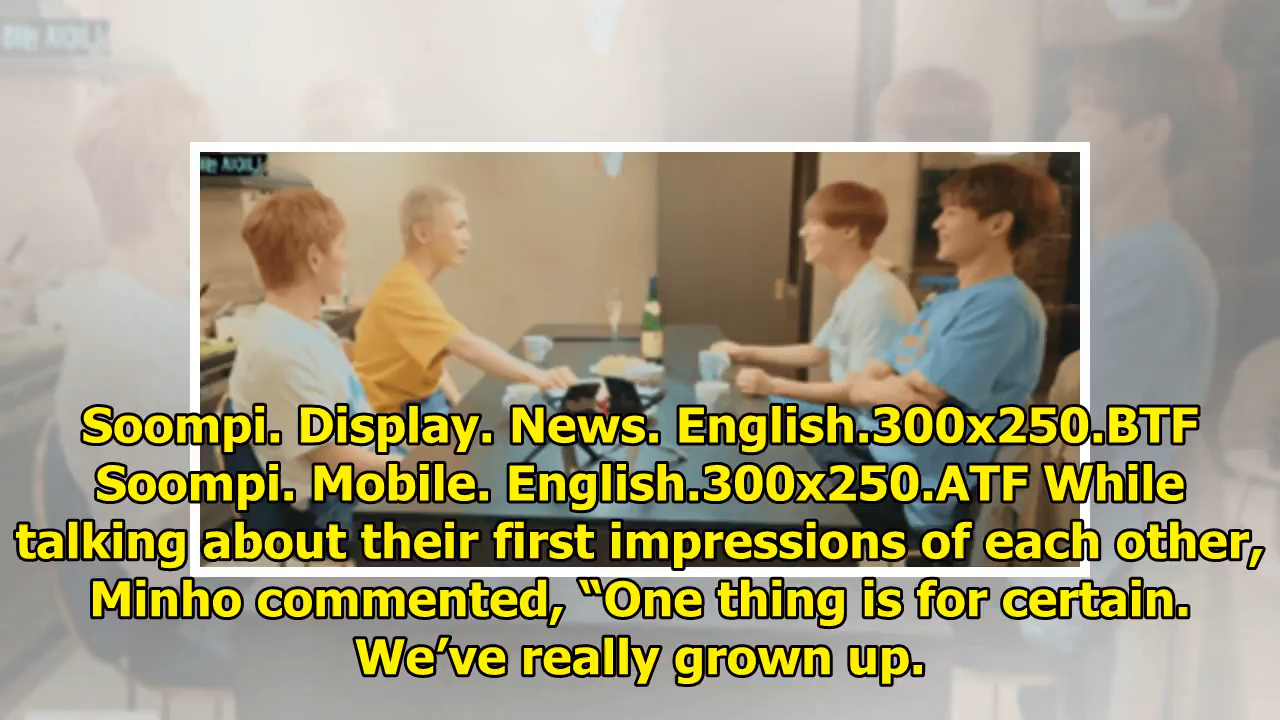 Soompi. Display. News. English.300x250.BTF
Soompi. Mobile. English.300x250.ATF While
talking about their first impressions of each other,
Minho commented, “One thing is for certain.
We’ve really grown up.